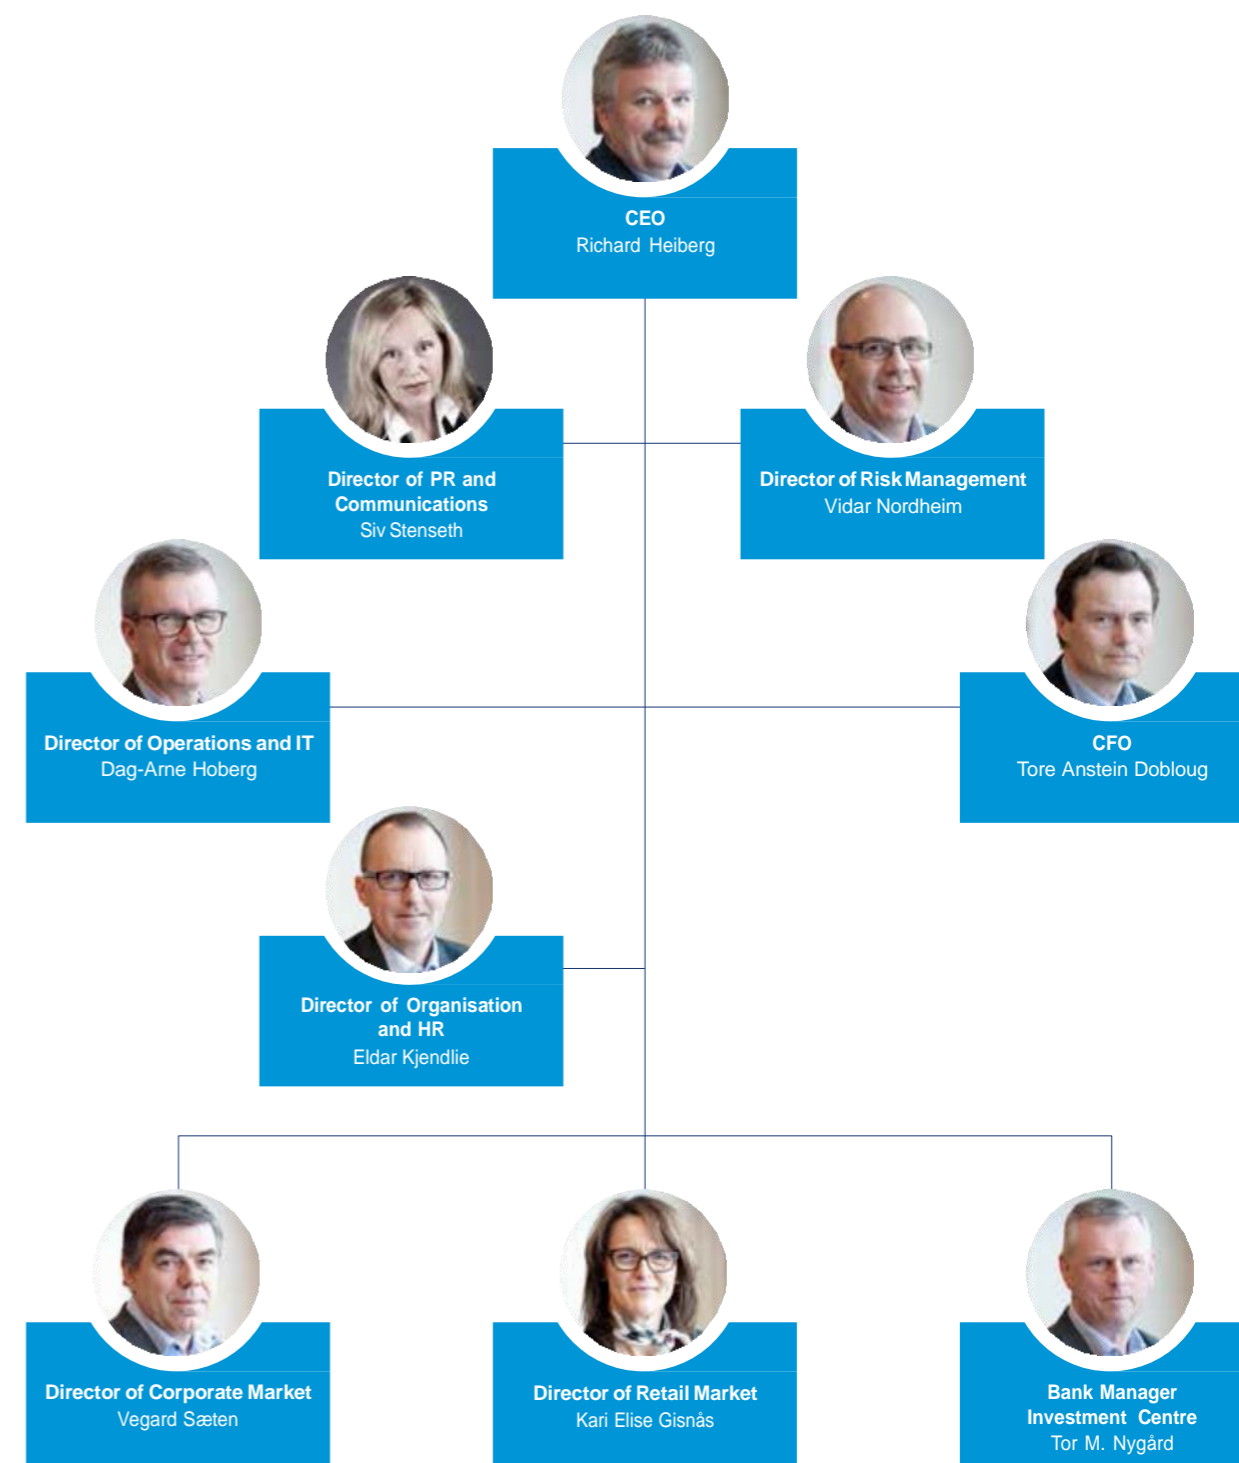 CEO
Richard Heiberg
Director of PR and
Communications
Siv Stenseth
Director of Risk Management
Vidar Nordheim
Director of Operations and IT
Dag-Arne Hoberg
CFO
Tore Anstein Dobloug
Director of Organisation
and HR
Eldar Kjendlie
Director of Corporate Market
Vegard Sæten
Director of Retail Market
Kari Elise Gisnås
Bank Manager
Investment Centre
Tor M. Nygård